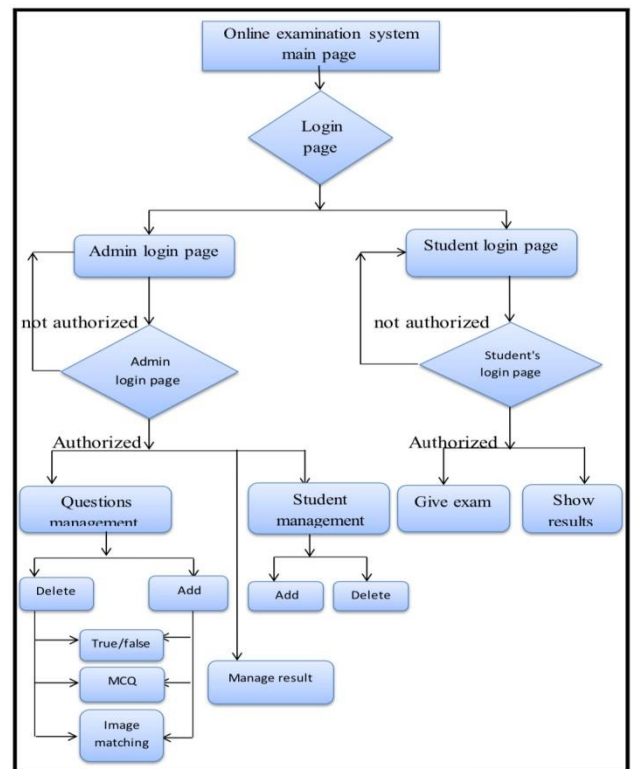 Online examination system
main page
Login
page
Admin login page
Student login page
not authorized
not authorized
Admin
login page
Student's
login page
Authorized
Authorized
Questions
management
Student
management
Give exam
Show
results
Delete
Add
Add
Delete
True/false
MCQ
Manage result
Image
matching